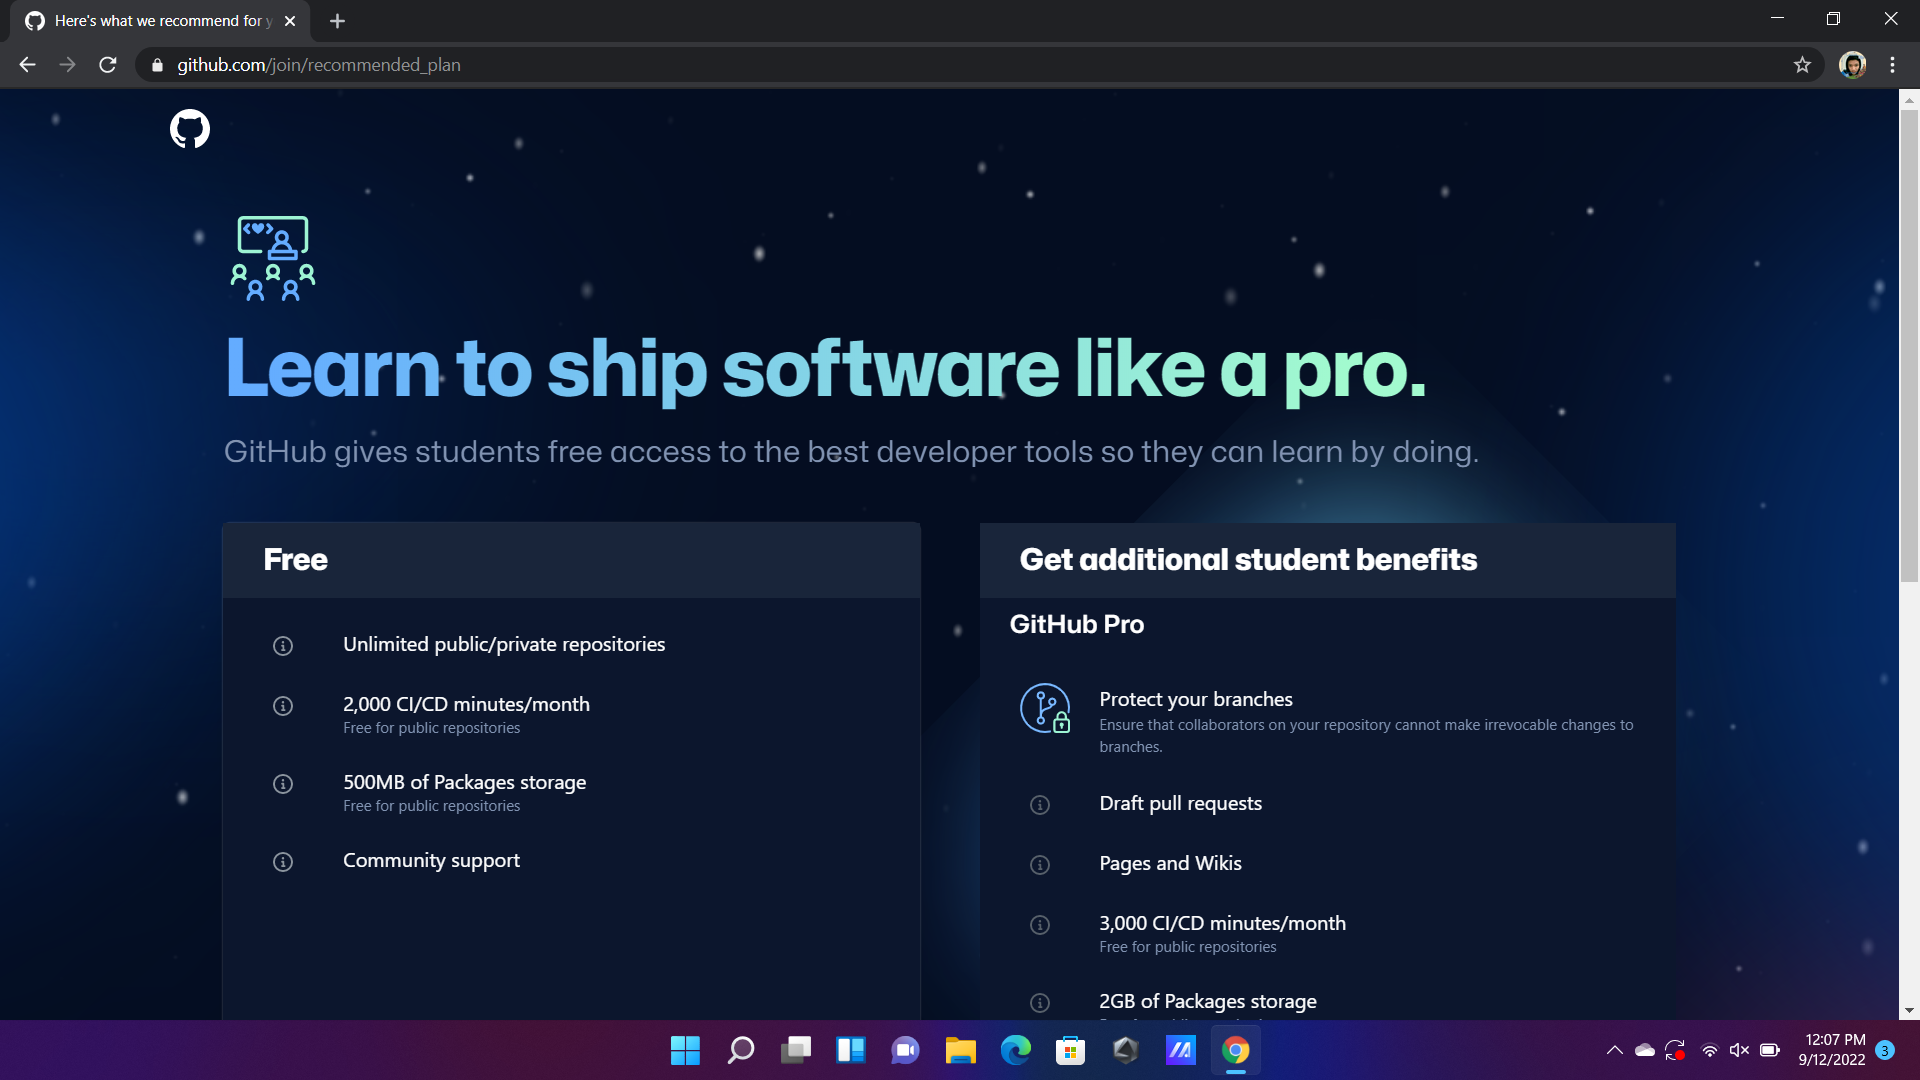 Here's what we recommend for y
github.com/join/recommended_plan
Learn to ship software like a pro.
GitHub gives students free access to the best developer tools so they can learn by doing.
Free
Unlimited public/private repositories
2,000 CI/CD minutes/month
Free for public repositories
500MB of Packages storage
Free for public repositories
Community support
Get additional student benefits
GitHub Pro
Protect your branches
Ensure that collaborators on your repository cannot make irrevocable changes to
branches.
Draft pull requests
Pages and Wikis
3,000 CI/CD minutes/month
Free for public repositories
2GB of Packages storage
12:07 PM
9/12/2022
3